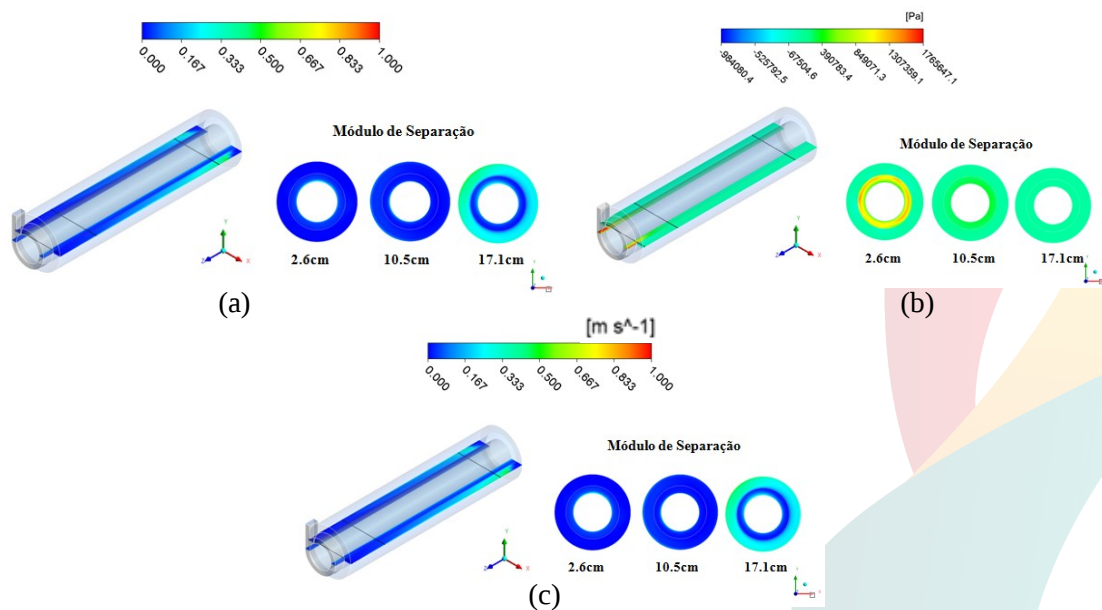 0.000 0.167 0.333 0.500 0.667 0.833 1.000
Módulo de Separação
2.6cm 10.5cm 17.1cm
(a)
[Pa]
-984080.4 -525792.5 -67504.6 390783.4 849071.3 1307359.1 1765647.1
Módulo de Separação
2.6cm 10.5cm 17.1cm
(b)
[m s^-1]
0.000 0.167 0.333 0.500 0.667 0.833 1.000
Módulo de Separação
2.6cm 10.5cm 17.1cm
(c)